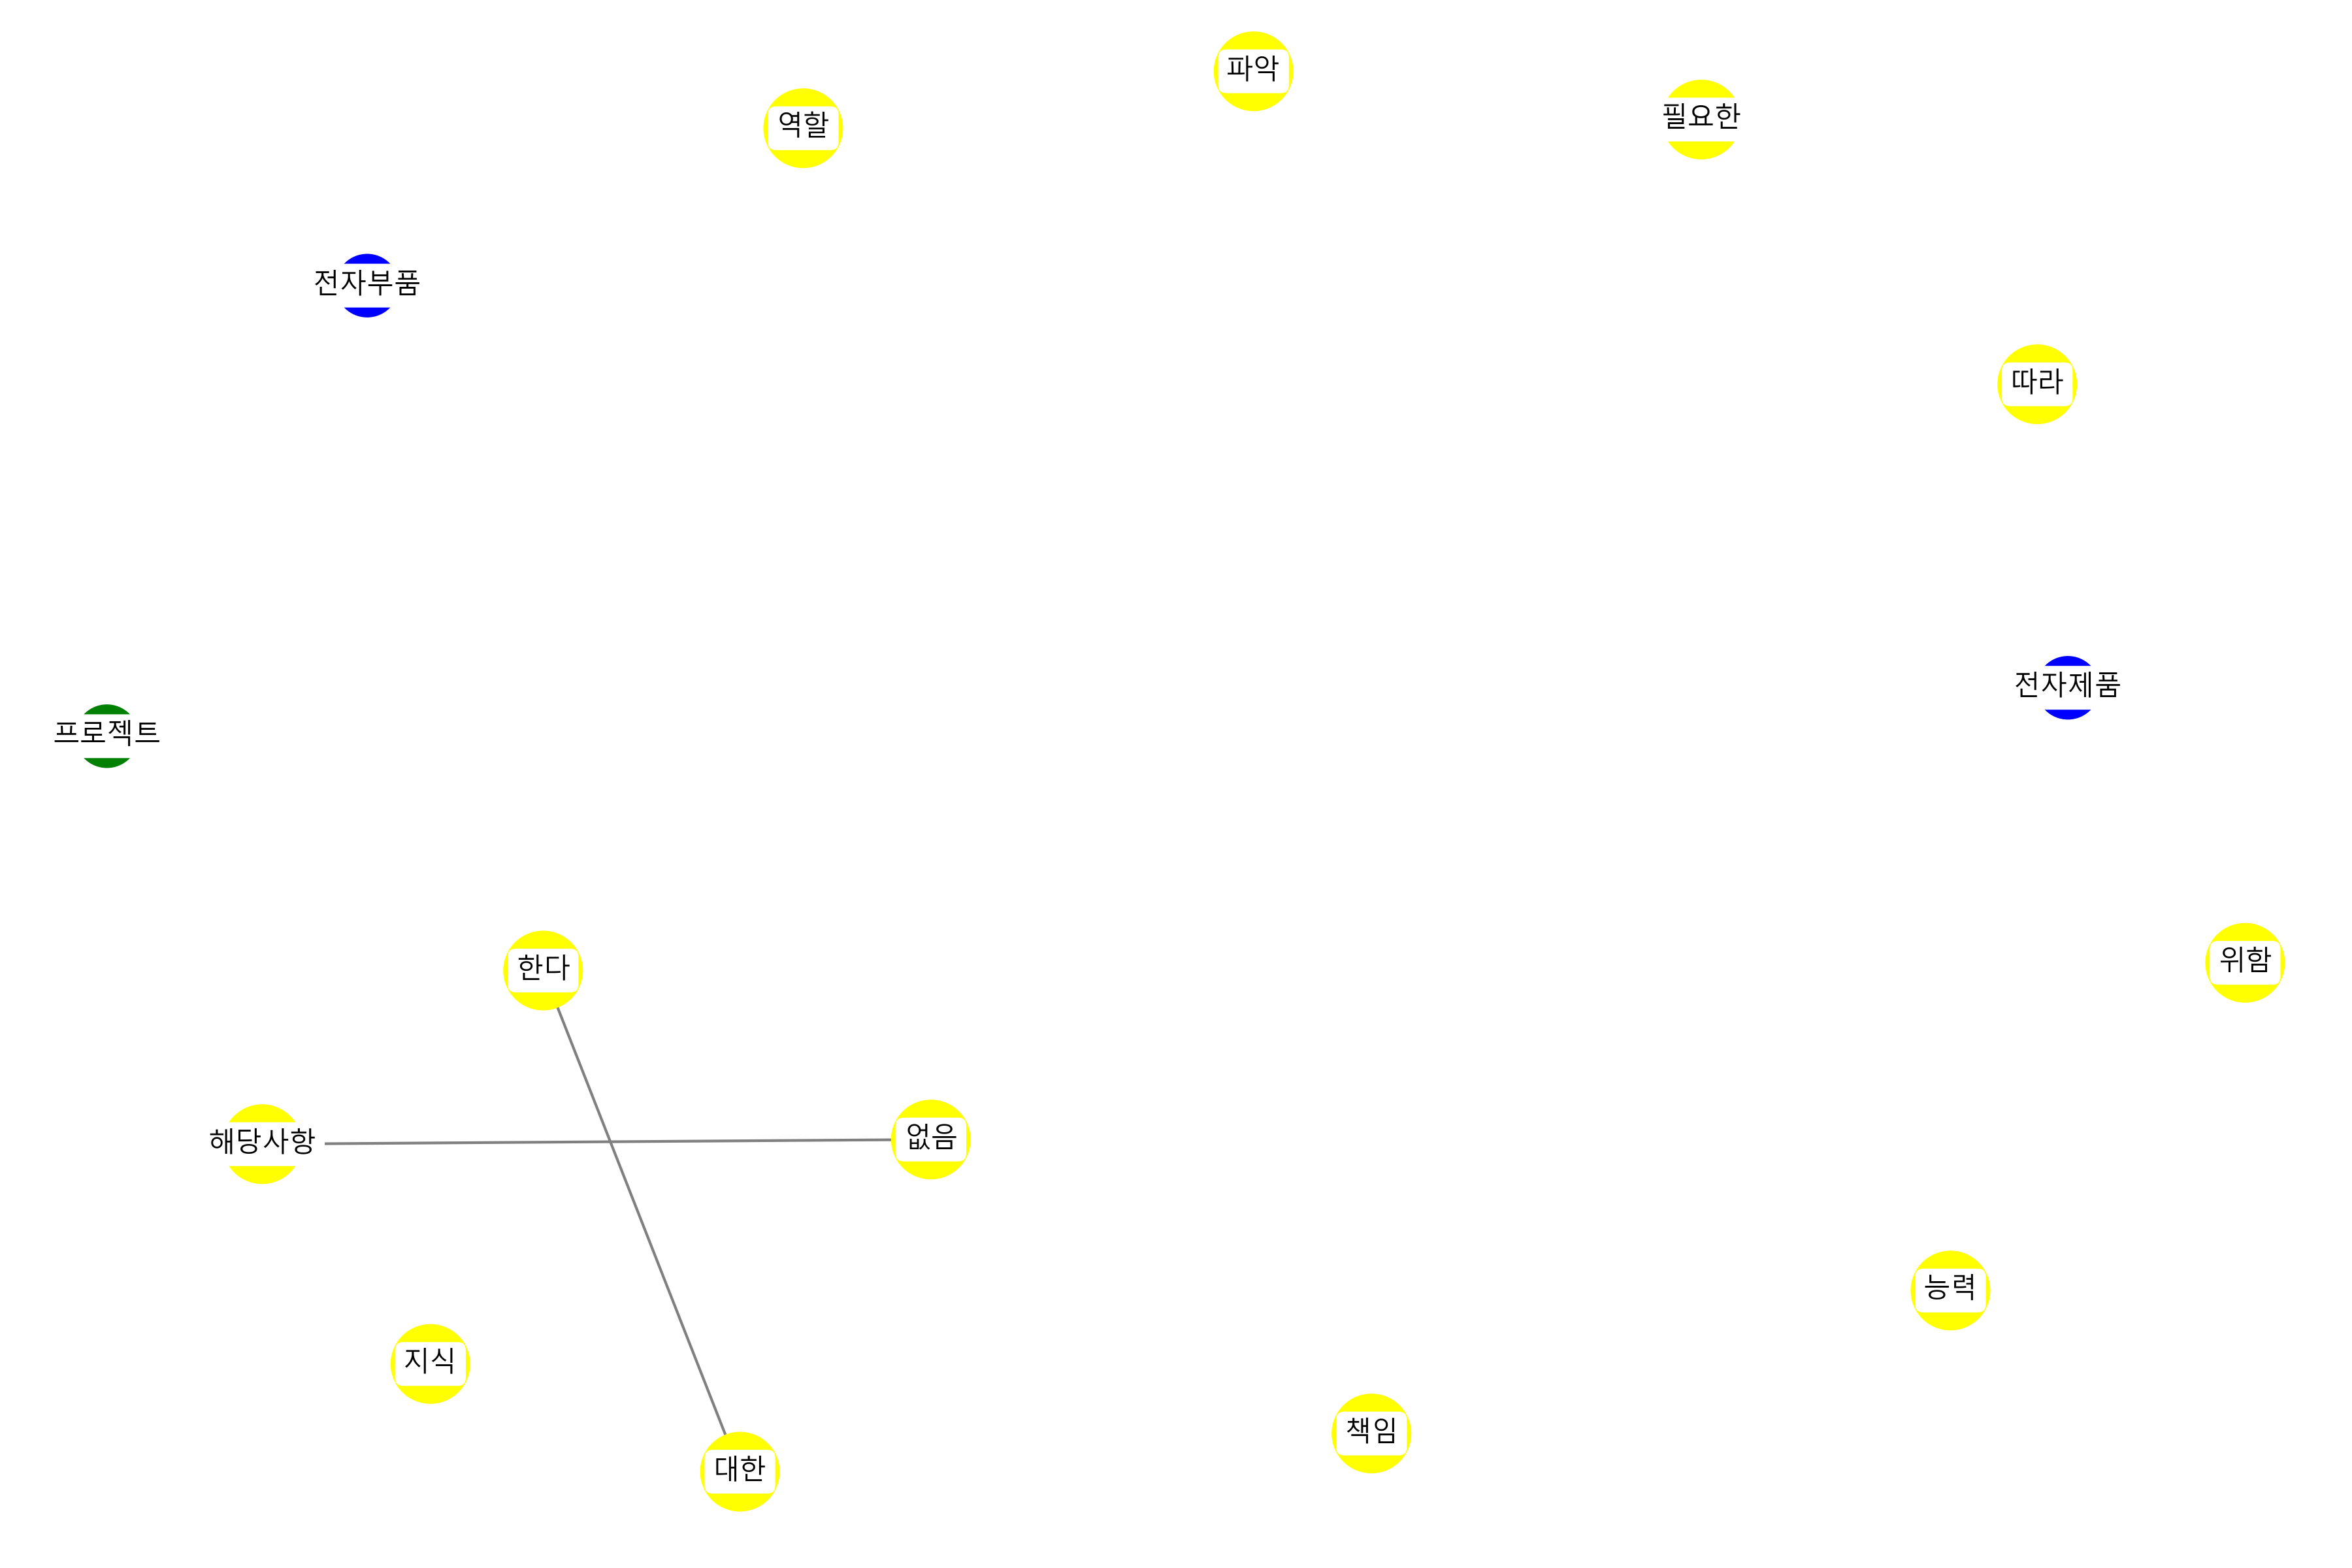 파악
필요한
역할
전자부품
따라
전자제품
프로젝트
위함
한다
없음
해당사항
능력
지식
책임
대한